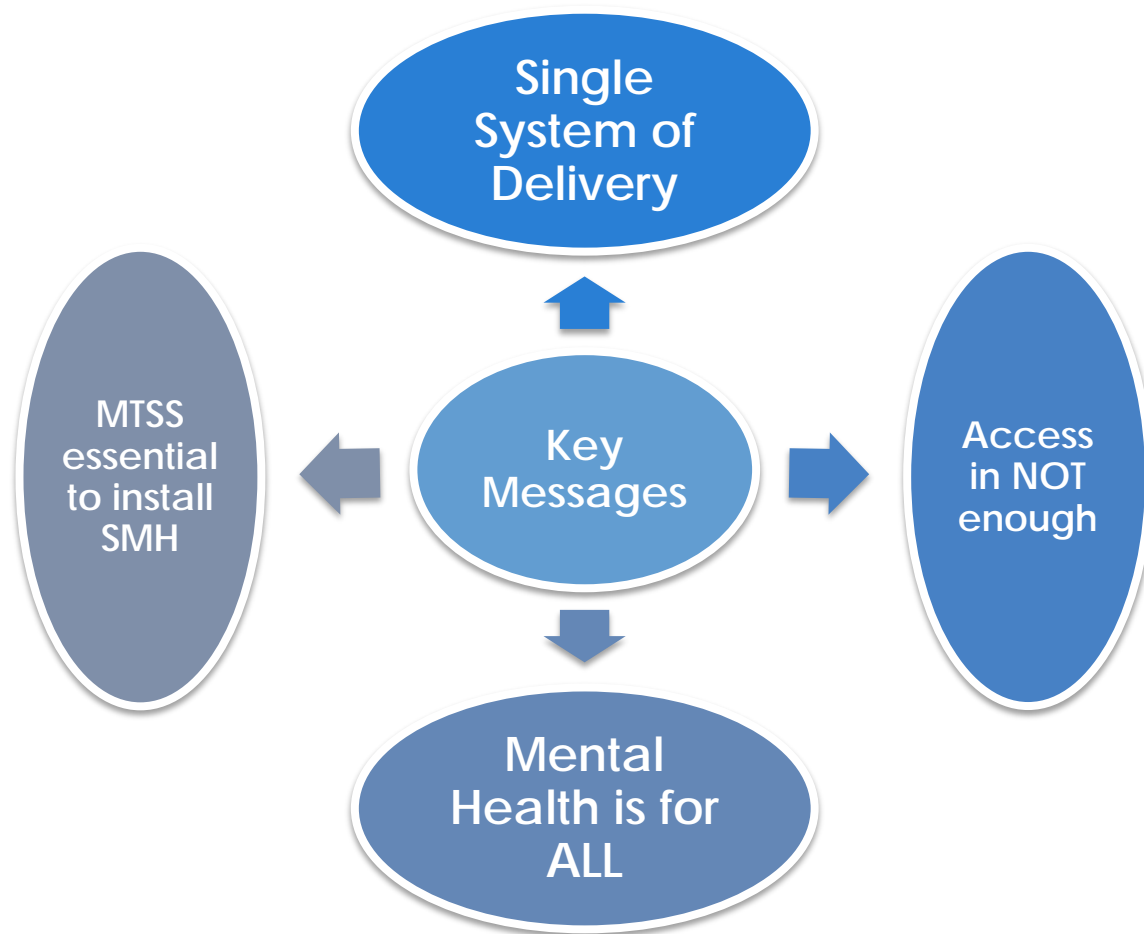 Single
System of
Delivery
MTSS
essential
to install
SMH
Key
Messages
Access
in NOT
enough
Mental
Health is for
ALL